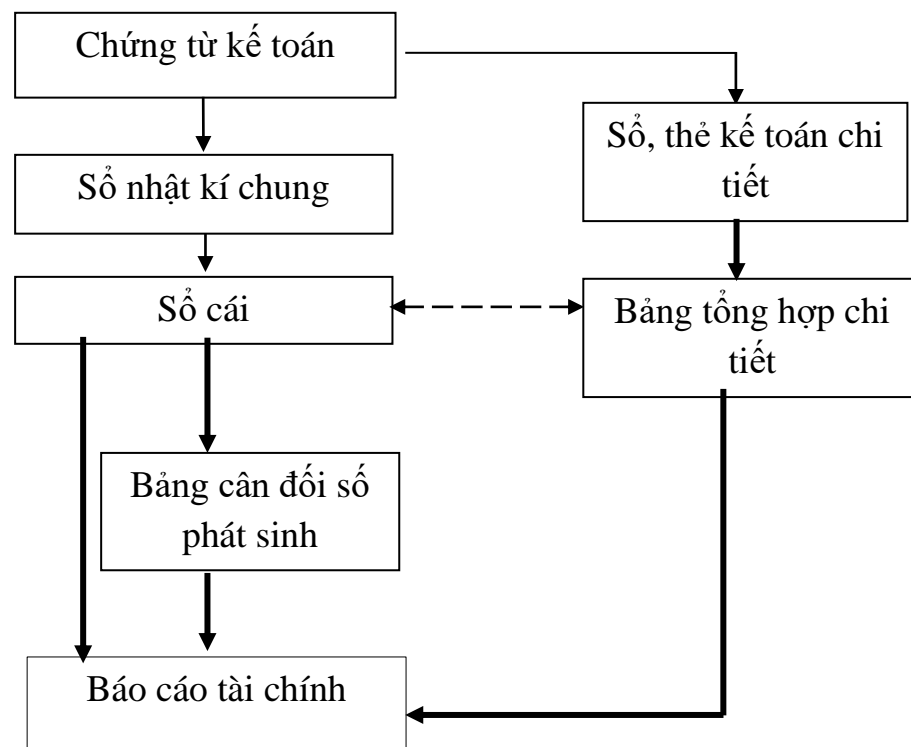 Chứng từ kế toán
Sổ, thẻ kế toán chi
tiết
Sổ nhật kí chung
Sổ cái
Bảng tổng hợp chi
tiết
Bảng cân đối số
phát sinh
Báo cáo tài chính